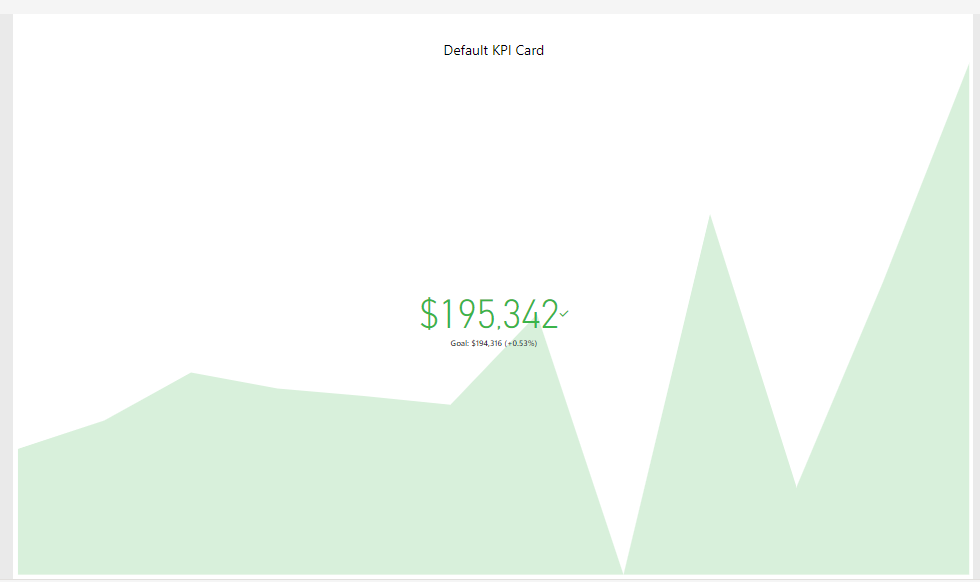 Default KPI Card
$195,342✓
Goal: $194,316 (+0.53%)